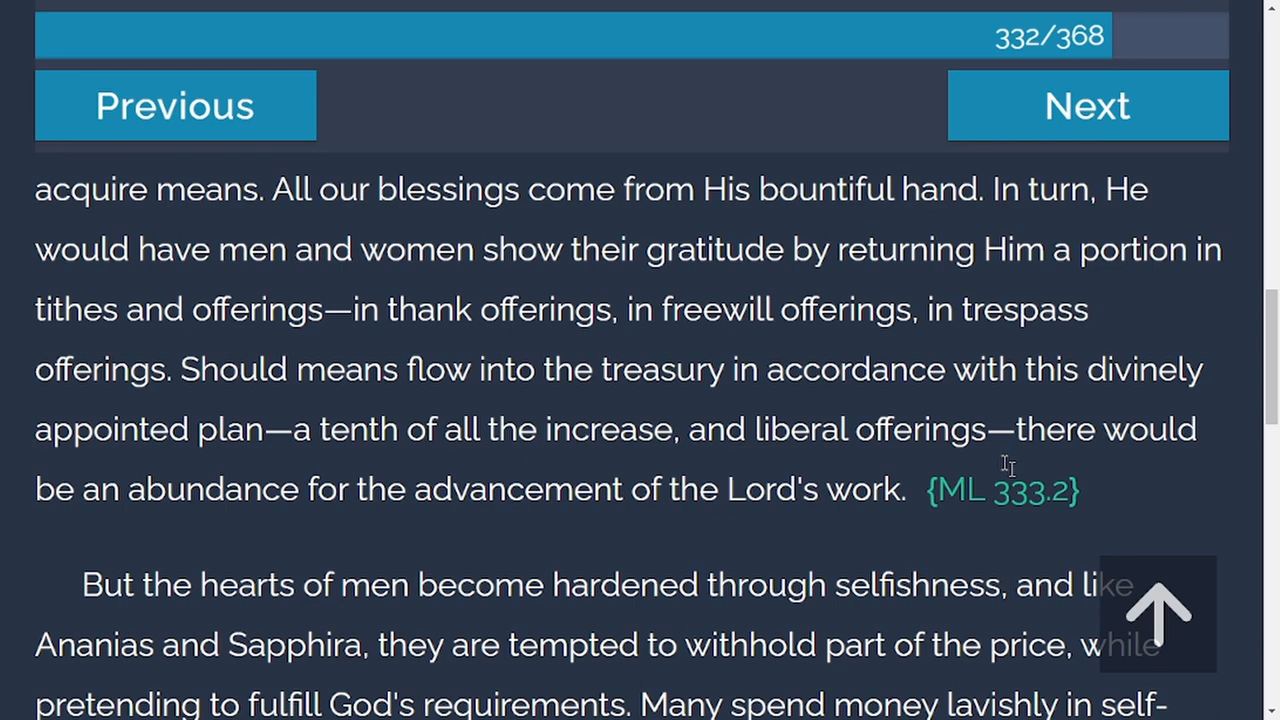 332/368
Previous
Next
acquire means. All our blessings come from His bountiful hand. In turn, He
would have men and women show their gratitude by returning Him a portion in
tithes and offerings—in thank offerings, in freewill offerings, in trespass
offerings. Should means flow into the treasury in accordance with this divinely
appointed plan—a tenth of all the increase, and liberal offerings—there would
be an abundance for the advancement of the Lord's work. {ML 333.2}
But the hearts of men become hardened through selfishness, and like
Ananias and Sapphira, they are tempted to withhold part of the price, while
pretending to fulfill God's requirements. Many spend money lavishly in self-